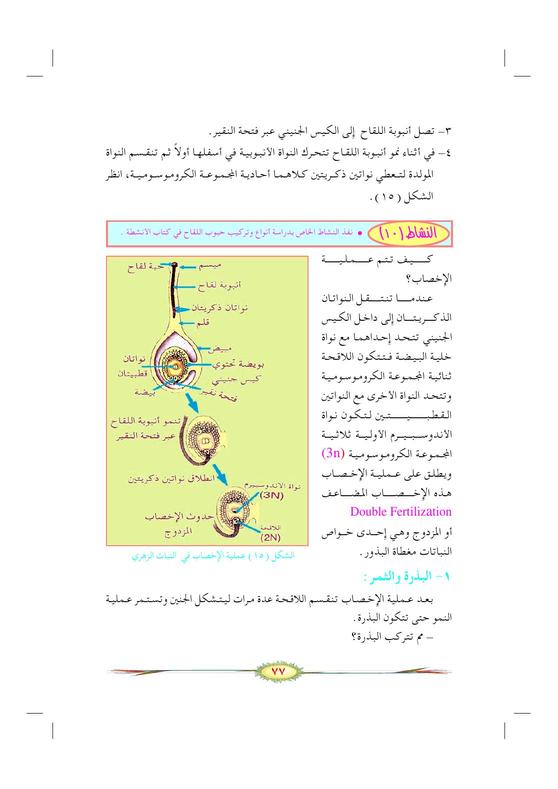 ٣- تصل أنبوبة اللقاح إلى الكيس الجنيني عبر فتحة النقير.
٤- في أثناء نمو أنبوبة اللقاح تتحرك النواة الأنبوبية في أسفلها أولاً ثم تنقسم النواة
المولدة لتعطي نواتين ذكريتين كلاهما أحادية المجموعة الكروموسومية، انظر
الشكل (١٥).
النشاط (١٠)
• نفذ النشاط الخاص بدراسة أنواع وتركيب حبوب اللقاح في كتاب الأنشطة .
كيف تتم عملية
الإخصاب؟
عندما تنتقل النواتان
الذكريتان إلى داخل الكيس
الجنيني تتحد إحداهما مع نواة
خلية البيضة فتتكون اللاقحة
ثنائية المجموعة الكروموسومية
وتتحد النواة الأخرى مع النواتين
القطبيتين لتكون نواة
الأندوسبيرم الأولية ثلاثية
المجموعة الكروموسومية (3n)
ويطلق على عملية الإخصاب
هذه الإخصاب المضاعف
Double Fertilization
أو المزدوج وهي إحدى خواص
النباتات مغطاة البذور.
حبة لقاح
ميسم
أنبوبة لقاح
نواتان ذكريتان
قلم
مبيض
بويضة تحتوي
كيس جنيني
نواتان
قطبيتان
بيضة
فتحة نقير
تنمو أنبوبة اللقاح
عبر فتحة النقير
انطلاق نواتين ذكريتين
نواة الاندوسبيرم
(3N)
حدوث الإخصاب
المزدوج
اللاقحة
(2N)
الشكل (١٥) عملية الإخصاب في النبات الزهري
١- البذرة والثمر :
بعد عملية الإخصاب تنقسم اللاقحة عدة مرات ليتشكل الجنين وتستمر عملية
النمو حتى تتكون البذرة.
– مم تتركب البذرة؟
٧٧